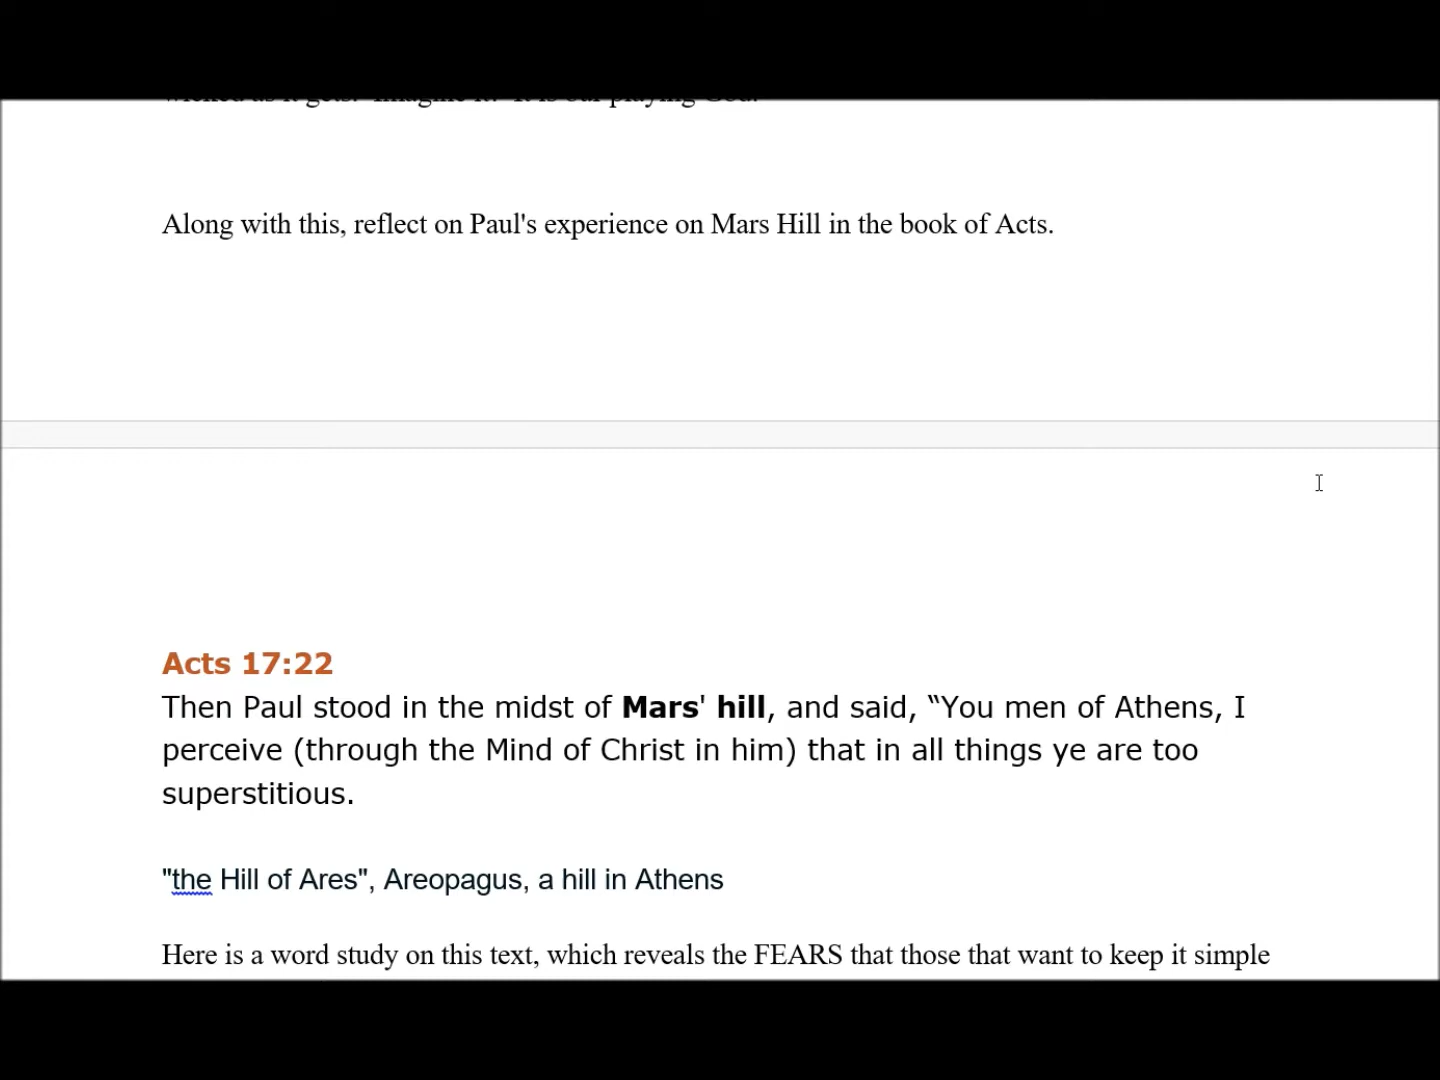 Along with this, reflect on Paul's experience on Mars Hill in the book of Acts.
Acts 17:22
Then Paul stood in the midst of Mars' hill, and said, “You men of Athens, I
perceive (through the Mind of Christ in him) that in all things ye are too
superstitious.
"the Hill of Ares", Areopagus, a hill in Athens
Here is a word study on this text, which reveals the FEARS that those that want to keep it simple